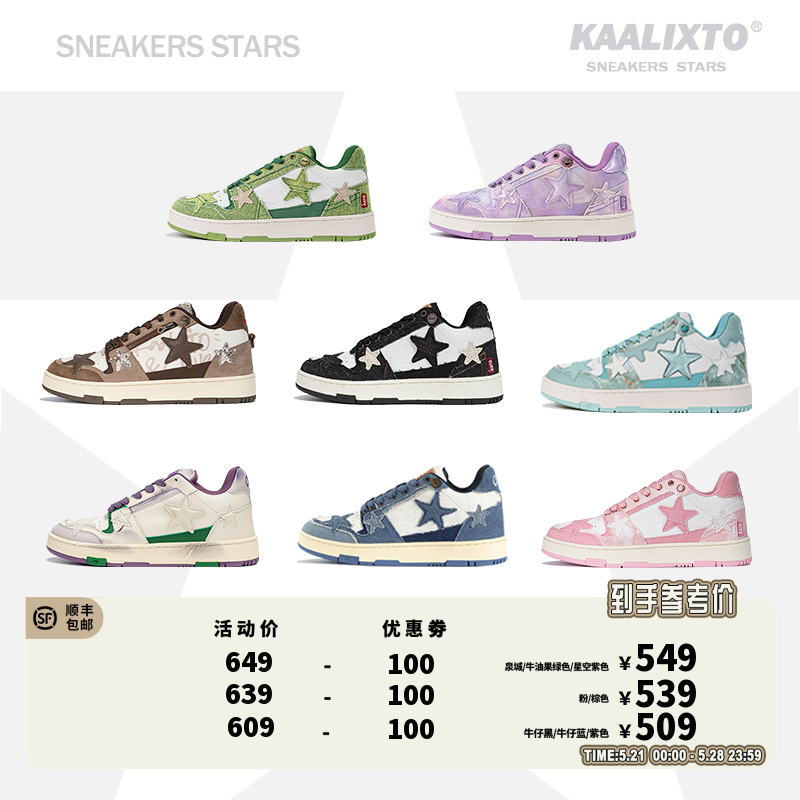 SNEAKERS STARS
KAALIXTO®
SNEAKERS STARS
SF 顺丰包邮
到手参考价
活动价 优惠券
649 - 100 泉城/牛油果绿色/星空紫色 ¥549
639 - 100 粉/棕色 ¥539
609 - 100 牛仔黑/牛仔蓝/紫色 ¥509
TIME:5.21 00:00 - 5.28 23:59